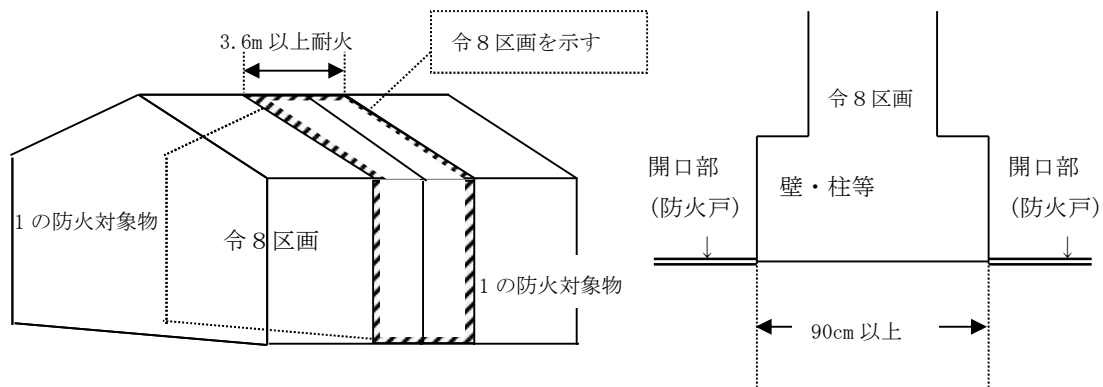 3.6m 以上耐火
令８区画を示す
1 の防火対象物
令８区画
1 の防火対象物
令８区画
開口部
(防火戸)
↓
壁・柱等
開口部
(防火戸)
↓
90cm 以上